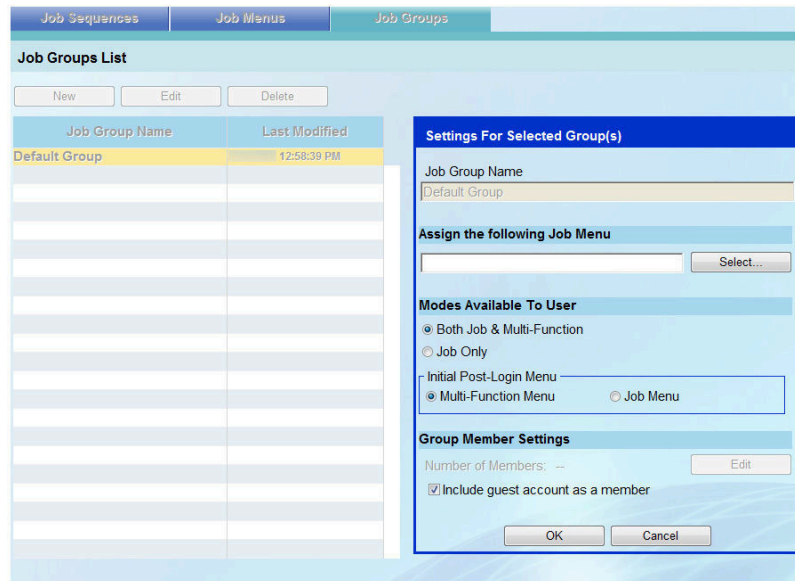 Job Sequences Job Menus Job Groups
Job Groups List
New Edit Delete
Job Group Name Last Modified
Default Group 12:58:39 PM
Settings For Selected Group(s)
Job Group Name
Default Group
Assign the following Job Menu
Select...
Modes Available To User
Both Job & Multi-Function
Job Only
Initial Post-Login Menu
Multi-Function Menu Job Menu
Group Member Settings
Number of Members: -- Edit
Include guest account as a member
OK Cancel